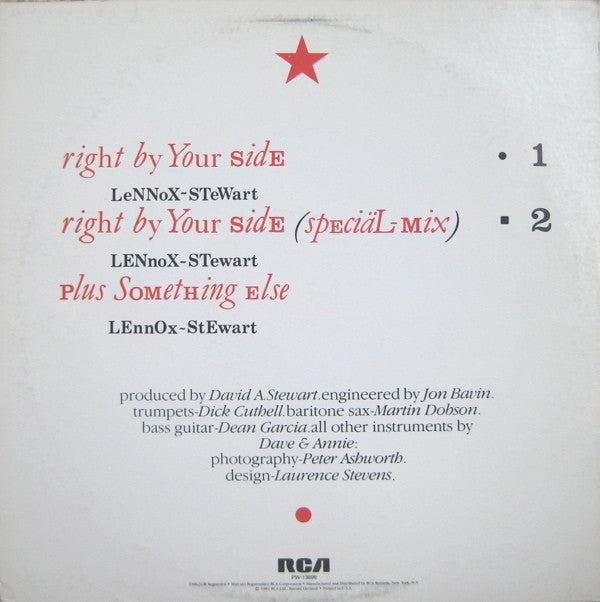 right by Your SidE • 1
LeNNoX~STeWart
right by Your SidE (spEciäL-Mix) ▪ 2
LENnoX~STewart
Plus SOMEtHing Else
LEnnOx~StEwart
produced by David A.Stewart.engineered by Jon Bavin.
trumpets-Dick Cuthell.baritone sax-Martin Dobson.
bass guitar-Dean Garcia.all other instruments by
Dave & Annie:
photography-Peter Ashworth.
design-Laurence Stevens.
RCA
PW-13696